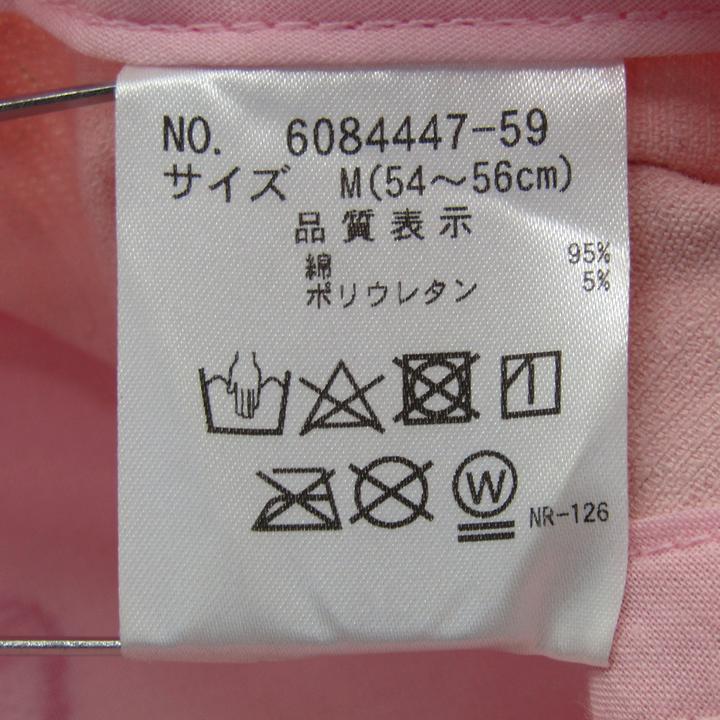 NO. 6084447-59
サイズ M(54～56cm)
品質表示
綿 95%
ポリウレタン 5%
W
NR-126